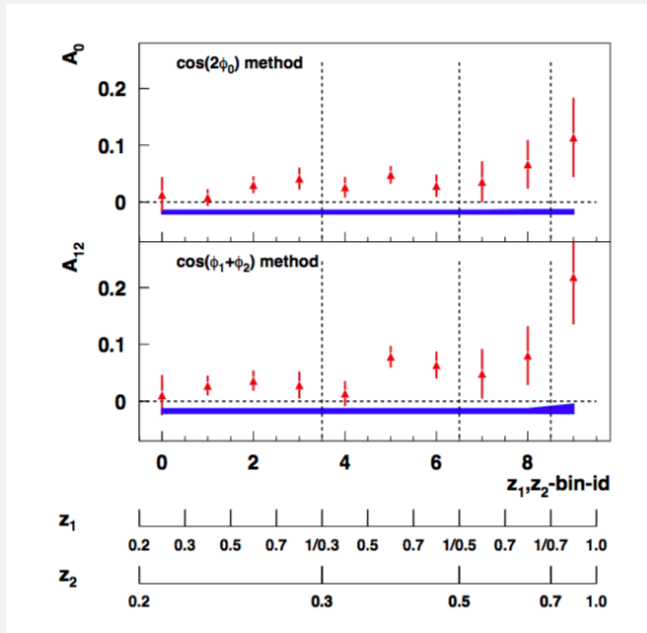 A0
cos(2ϕ0) method
0.2
0.1
0
A12
cos(ϕ1+ϕ2) method
0.2
0.1
0
0 2 4 6 8
z1,z2-bin-id
z1
0.2 0.3 0.5 0.7 1/0.3 0.5 0.7 1/0.5 0.7 1/0.7 1.0
z2
0.2 0.3 0.5 0.7 1.0